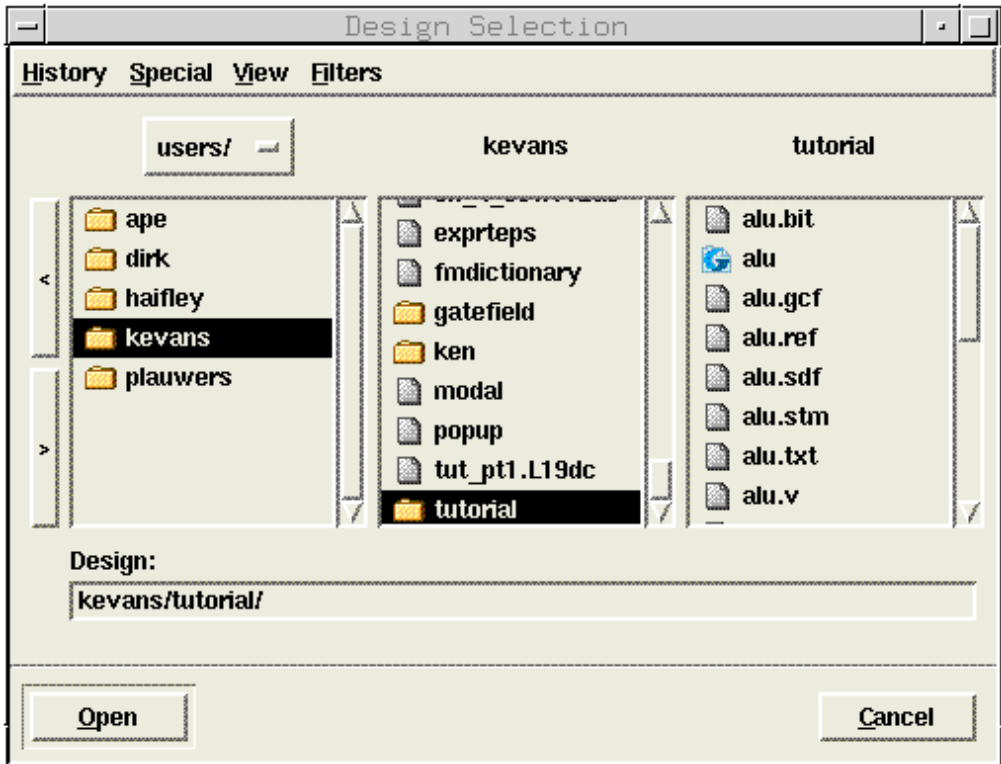 Design Selection
History Special View Filters
users/ kevans tutorial
<
>
ape
dirk
haifley
kevans
plauwers
exprteps
fmdictionary
gatefield
ken
modal
popup
tut_pt1.L19dc
tutorial
alu.bit
alu
alu.gcf
alu.ref
alu.sdf
alu.stm
alu.txt
alu.v
Design:
kevans/tutorial/
Open Cancel